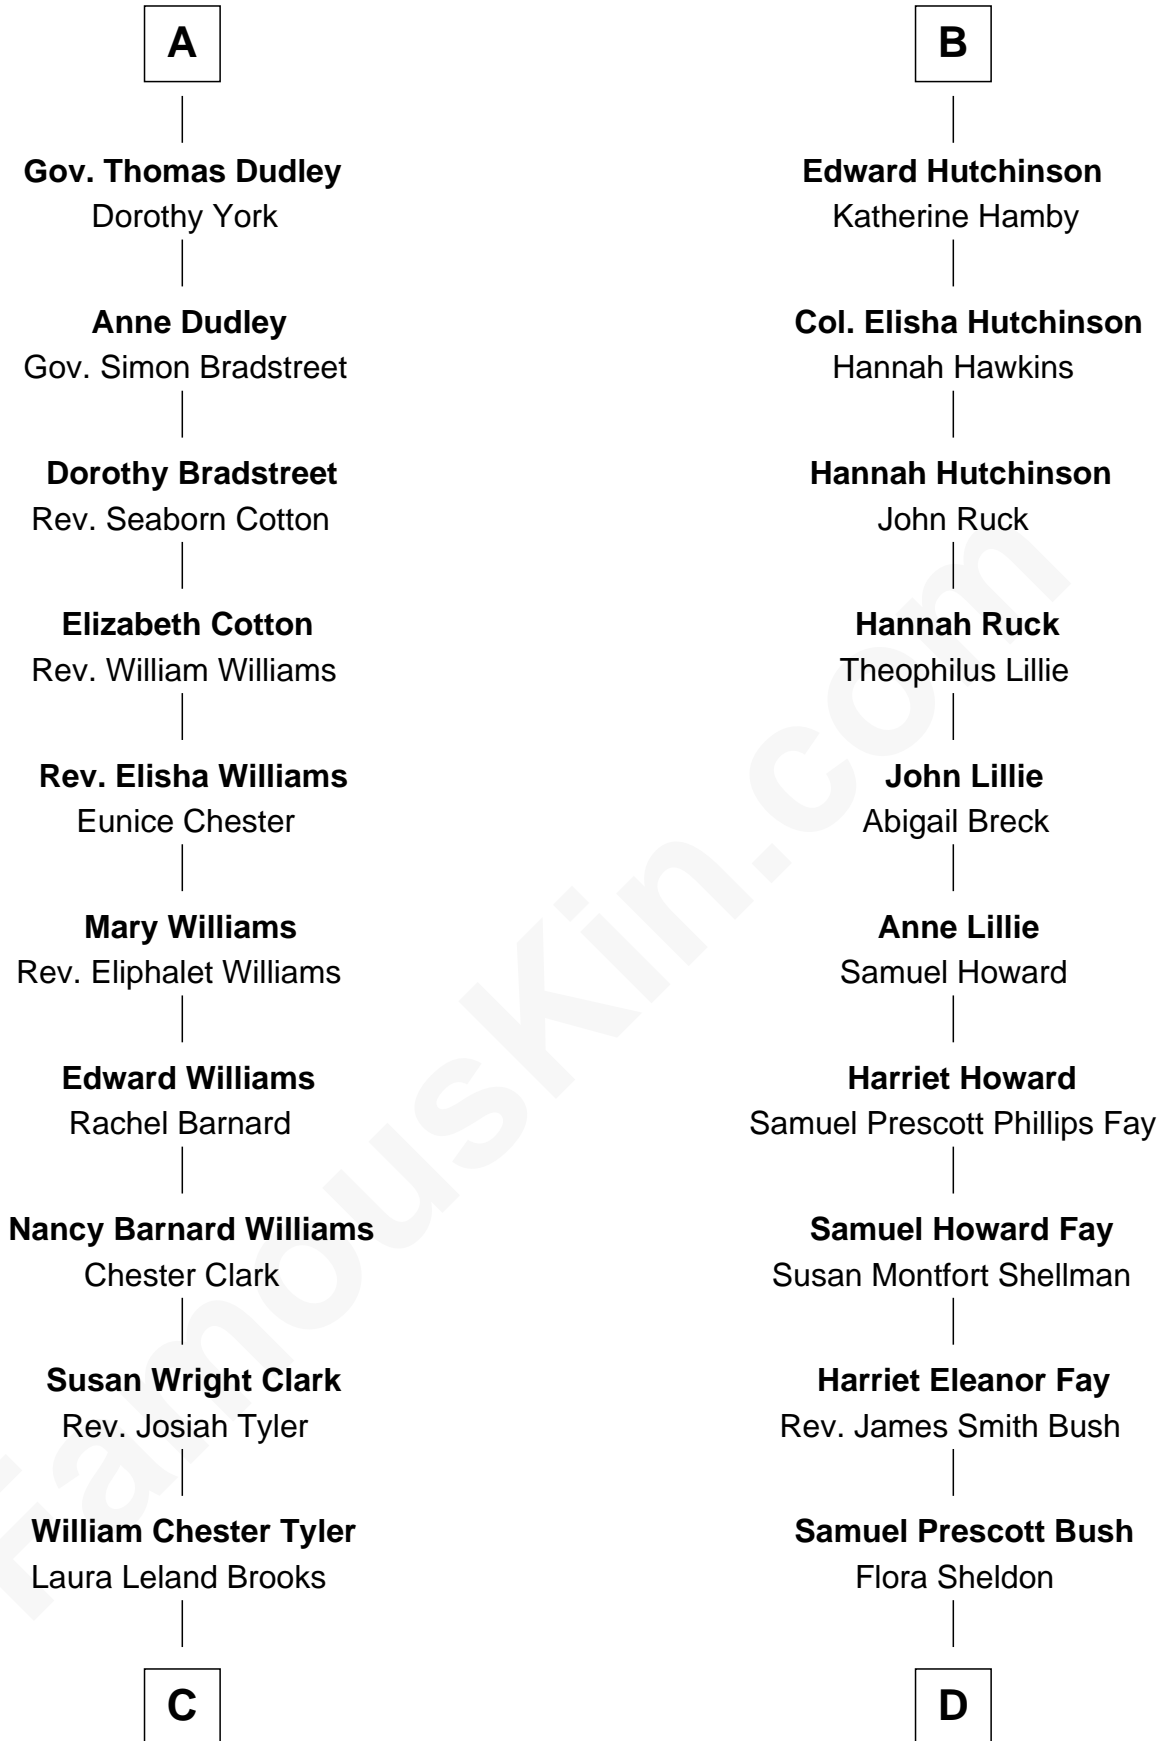 A
Gov. Thomas Dudley
Dorothy York
Anne Dudley
Gov. Simon Bradstreet
Dorothy Bradstreet
Rev. Seaborn Cotton
Elizabeth Cotton
Rev. William Williams
Rev. Elisha Williams
Eunice Chester
Mary Williams
Rev. Eliphalet Williams
Edward Williams
Rachel Barnard
Nancy Barnard Williams
Chester Clark
Susan Wright Clark
Rev. Josiah Tyler
William Chester Tyler
Laura Leland Brooks
C
B
Edward Hutchinson
Katherine Hamby
Col. Elisha Hutchinson
Hannah Hawkins
Hannah Hutchinson
John Ruck
Hannah Ruck
Theophilus Lillie
John Lillie
Abigail Breck
Anne Lillie
Samuel Howard
Harriet Howard
Samuel Prescott Phillips Fay
Samuel Howard Fay
Susan Montfort Shellman
Harriet Eleanor Fay
Rev. James Smith Bush
Samuel Prescott Bush
Flora Sheldon
D
FamousKin.com